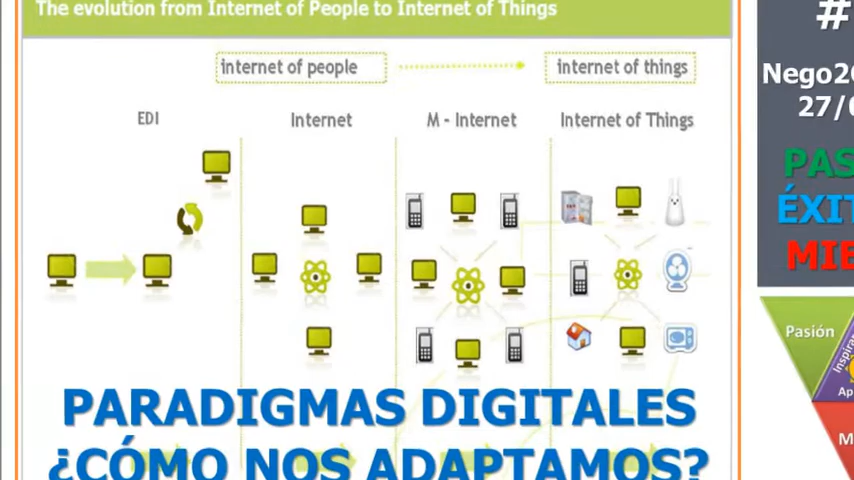 The evolution from Internet of People to Internet of Things
internet of people
internet of things
EDI
Internet
M - Internet
Internet of Things
PARADIGMAS DIGITALES
¿CÓMO NOS ADAPTAMOS?
#
27/
Pasión